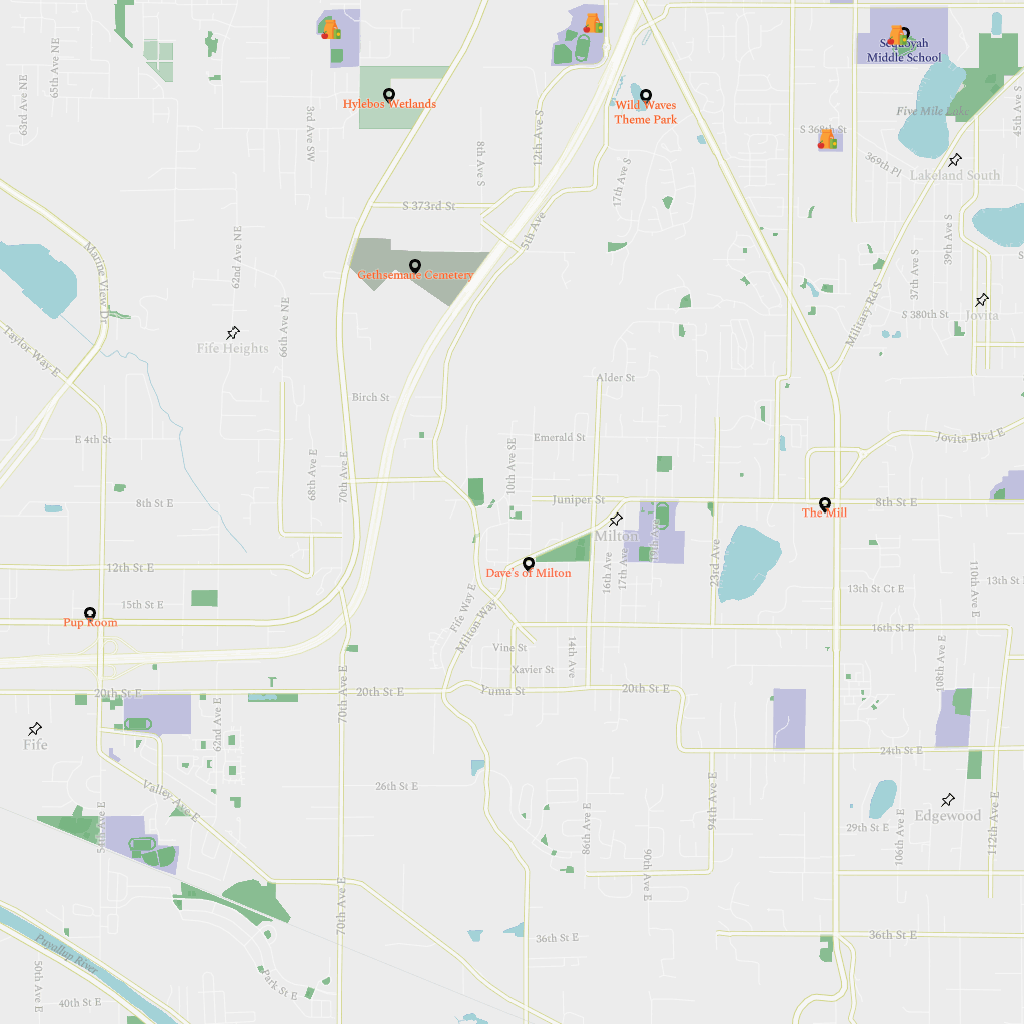 65th Ave NE
63rd Ave NE
3rd Ave SW
Hylebos Wetlands
8th Ave S
12th Ave S
Wild Waves
Theme Park
17th Ave S
Sequoyah
Middle School
Five Mile Lake
45th Ave S
S 368th St
369th Pl
Lakeland South
S 373rd St
5th Ave
39th Ave S
37th Ave S
62nd Ave NE
Marine View Dr
Gethsemane Cemetery
Military Rd S
S 380th St
Jovita
66th Ave NE
Fife Heights
Taylor Way E
Alder St
Birch St
E 4th St
Emerald St
Jovita Blvd E
10th Ave SE
68th Ave E
70th Ave E
8th St E
Juniper St
8th St E
The Mill
Milton
19th Ave
16th Ave
17th Ave
23rd Ave
12th St E
Dave's of Milton
13th St Ct E
110th Ave E
13th St
15th St E
Pup Room
Fife Way E
Milton Way
16th St E
Vine St
14th Ave
Xavier St
108th Ave E
20th St E
70th Ave E
20th St E
Yuma St
20th St E
62nd Ave E
Fife
24th St E
26th St E
Valley Ave E
94th Ave E
Edgewood
54th Ave E
86th Ave E
29th St E
106th Ave E
112th Ave E
90th Ave E
70th Ave E
36th St E
36th St E
Puyallup River
50th Ave E
Park St E
40th St E